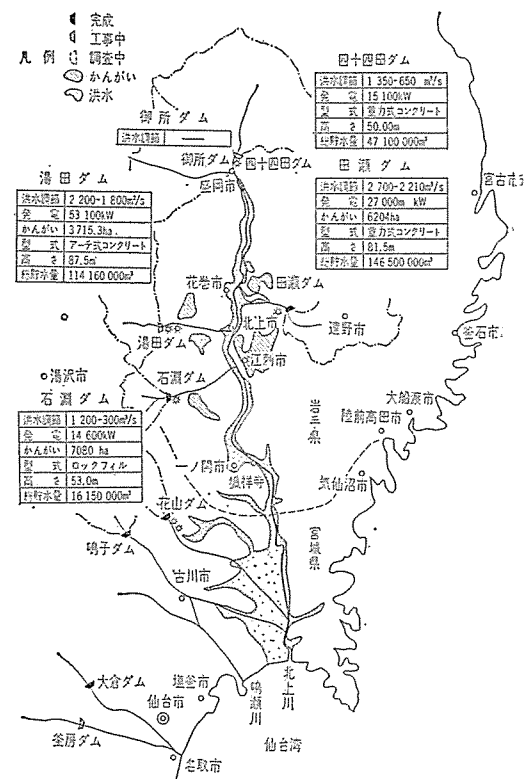 凡例
完成
工事中
調査中
かんがい
洪水
四十四田ダム
洪水調節 1 350-650 m³/s
発電 15 100kW
型式 重力式コンクリート
高さ 50.00m
総貯水量 47 100 000m³
御所ダム
洪水調節 ——
御所ダム
四十四田ダム
盛岡市
田瀬ダム
洪水調節 2 700-2 210m³/s
発電 27 000m kW
かんがい 6204ha
型式 重力式コンクリート
高さ 81.5m
総貯水量 146 500 000m³
宮古市
湯田ダム
洪水調節 2 200-1 800m³/s
発電 53 100kW
かんがい 3715.3ha
型式 アーチ式コンクリート
高さ 87.5m
総貯水量 114 160 000m³
花巻市
田瀬ダム
北上市
遠野市
釜石市
湯田ダム
江刺市
湯沢市
石淵ダム
石淵ダム
洪水調節 1 200-300m³/s
発電 14 600kW
かんがい 7080 ha
型式 ロックフィル
高さ 53.0m
総貯水量 16 150 000m³
大船渡市
陸前高田市
岩手県
一ノ関市
狐禅寺
気仙沼市
花山ダム
宮城県
鳴子ダム
古川市
大倉ダム
塩釜市
仙台市
鳴瀬川
北上川
釜房ダム
仙台湾
名取市